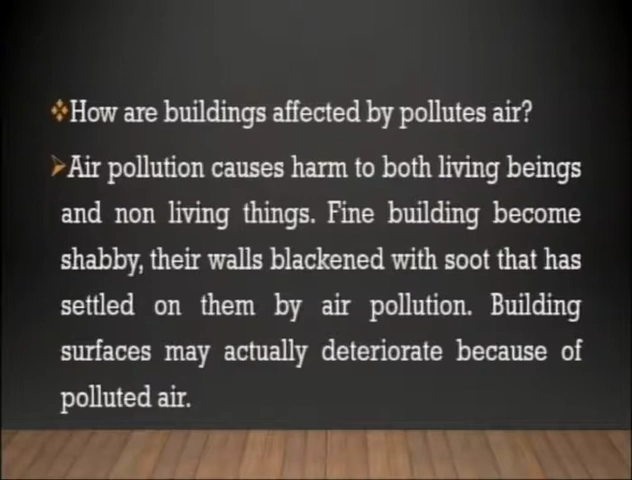 ❖How are buildings affected by pollutes air?
➤Air pollution causes harm to both living beings
and non living things. Fine building become
shabby, their walls blackened with soot that has
settled on them by air pollution. Building
surfaces may actually deteriorate because of
polluted air.